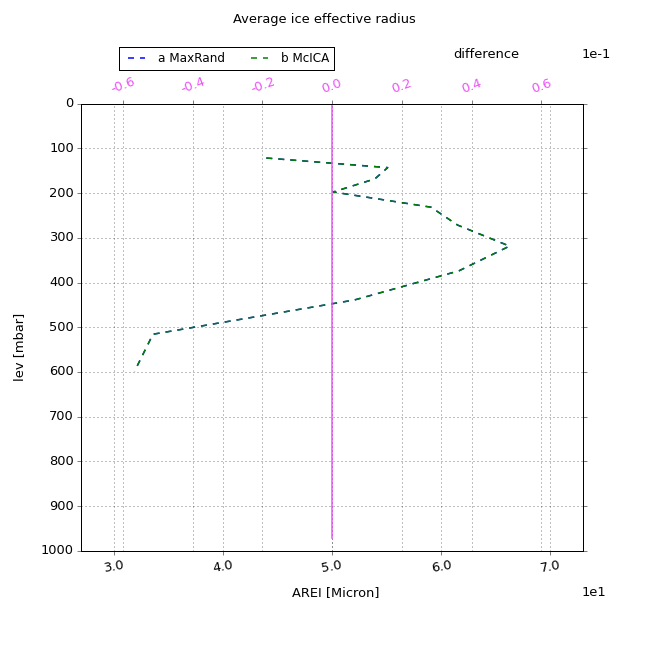 Average ice effective radius
a MaxRand b McICA difference 1e-1
-0.6 -0.4 -0.2 0.0 0.2 0.4 0.6
0
100
200
300
400
500
600
700
800
900
1000
lev [mbar]
3.0 4.0 5.0 6.0 7.0
AREI [Micron] 1e1